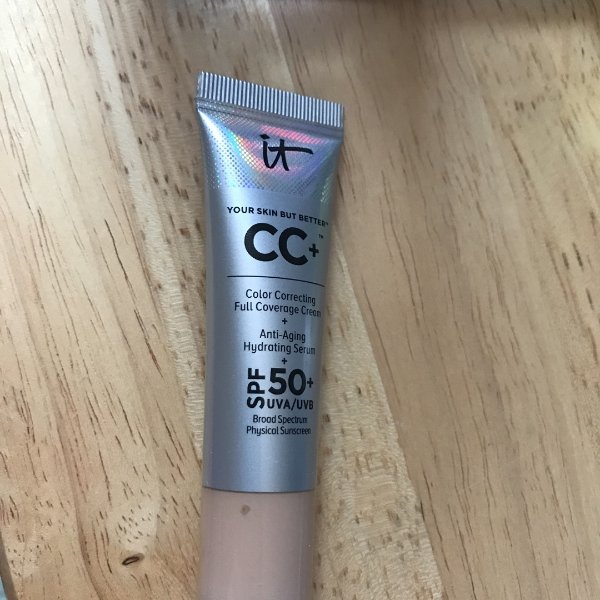 it
YOUR SKIN BUT BETTER™
CC+™
Color Correcting
Full Coverage Cream
+
Anti-Aging
Hydrating Serum
+
SPF 50+
UVA/UVB
Broad Spectrum
Physical Sunscreen